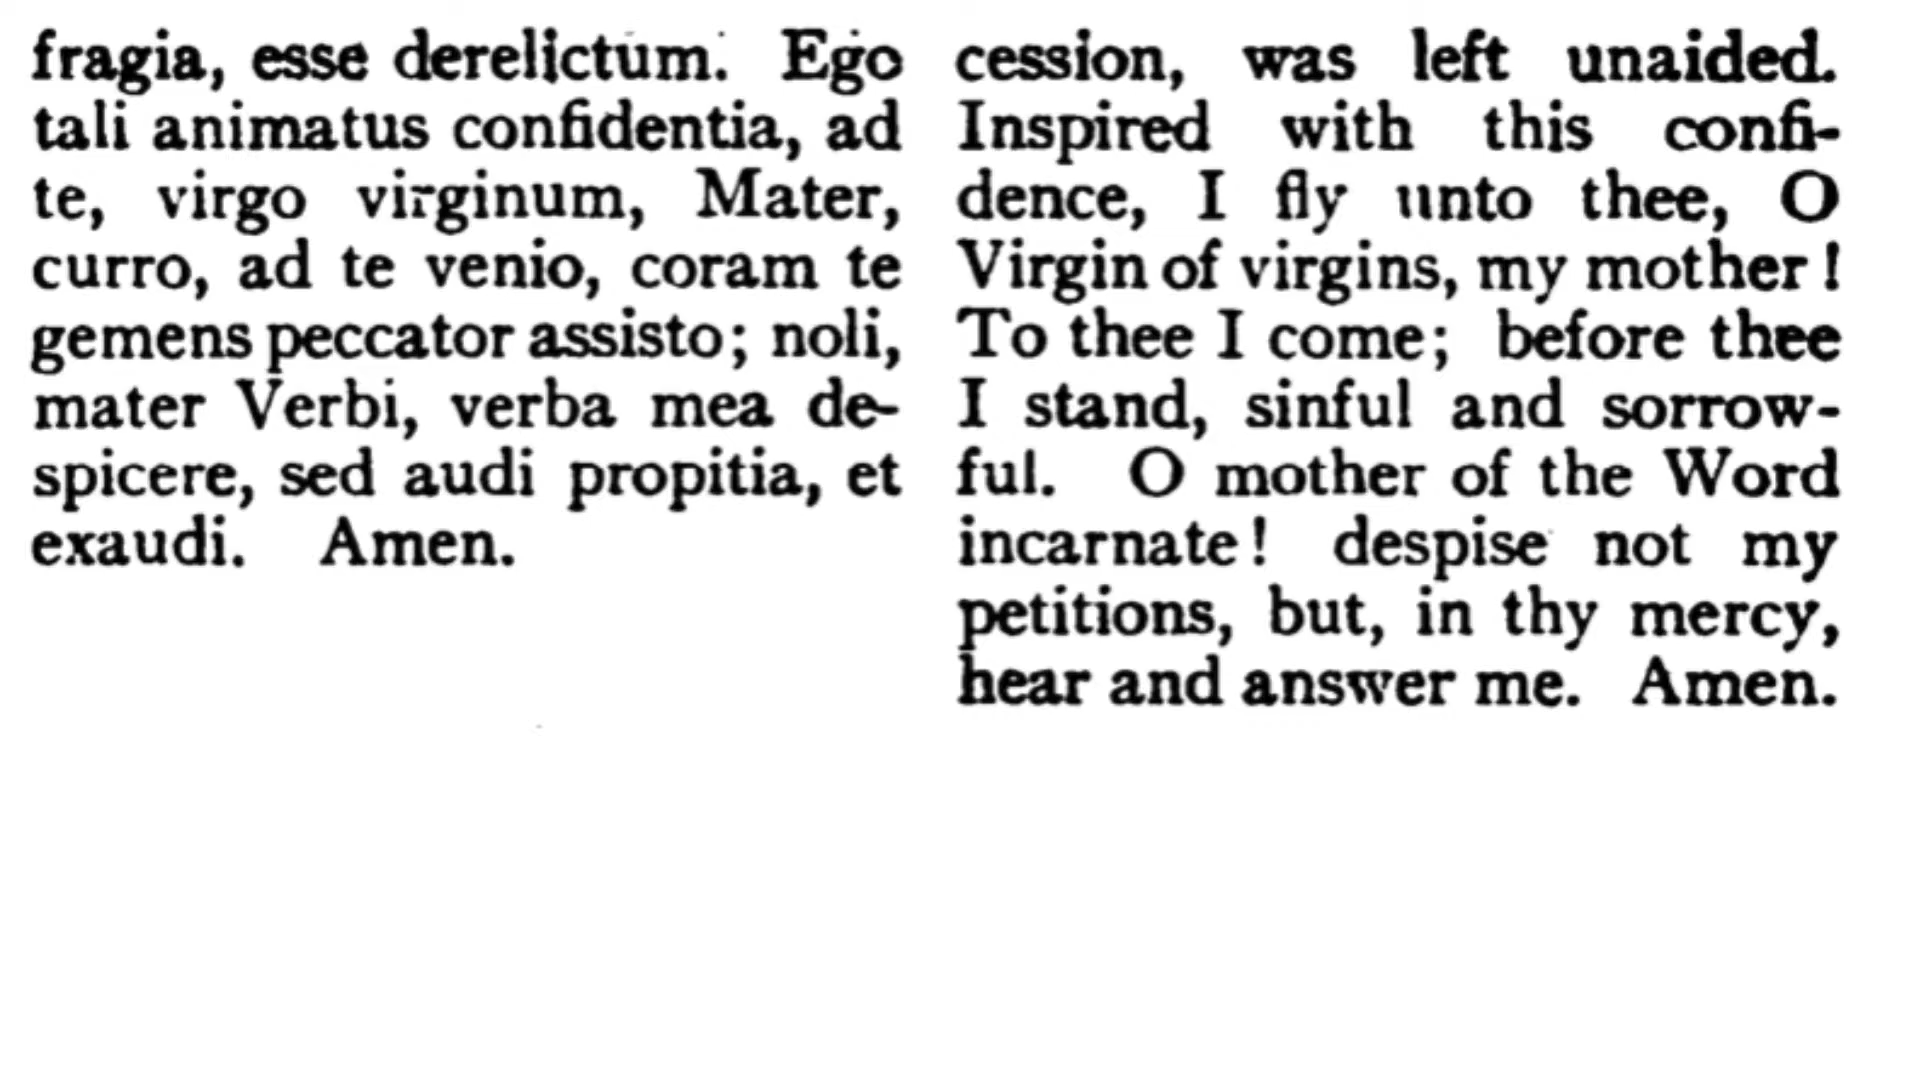 fragia, esse derelictum. Ego
tali animatus confidentia, ad
te, virgo virginum, Mater,
curro, ad te venio, coram te
gemens peccator assisto; noli,
mater Verbi, verba mea de-
spicere, sed audi propitia, et
exaudi. Amen.
cession, was left unaided.
Inspired with this confi-
dence, I fly unto thee, O
Virgin of virgins, my mother!
To thee I come; before thee
I stand, sinful and sorrow-
ful. O mother of the Word
incarnate! despise not my
petitions, but, in thy mercy,
hear and answer me. Amen.